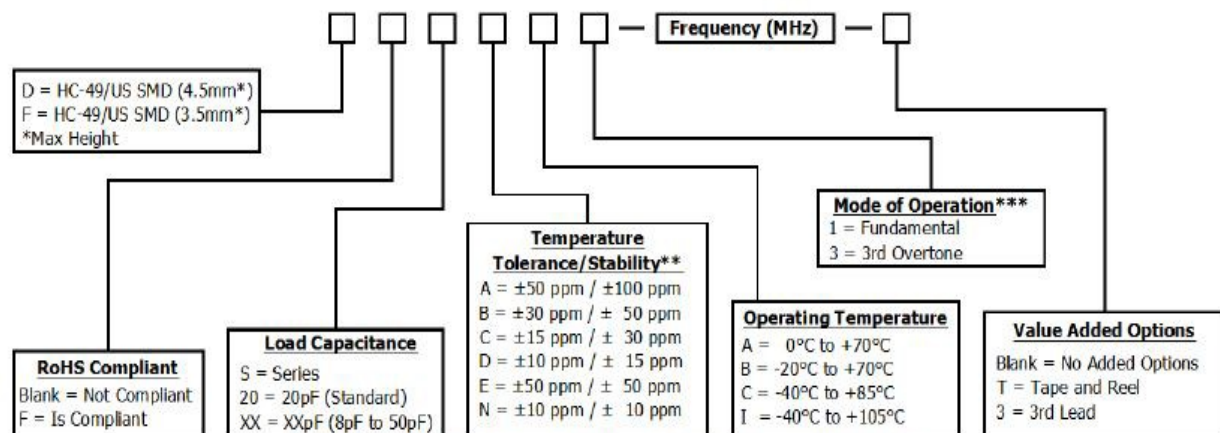 Frequency (MHz)
D = HC-49/US SMD (4.5mm*)
F = HC-49/US SMD (3.5mm*)
*Max Height
RoHS Compliant
Blank = Not Compliant
F = Is Compliant
Load Capacitance
S = Series
20 = 20pF (Standard)
XX = XXpF (8pF to 50pF)
Temperature
Tolerance/Stability**
A = ±50 ppm / ±100 ppm
B = ±30 ppm / ± 50 ppm
C = ±15 ppm / ± 30 ppm
D = ±10 ppm / ± 15 ppm
E = ±50 ppm / ± 50 ppm
N = ±10 ppm / ± 10 ppm
Operating Temperature
A = 0°C to +70°C
B = -20°C to +70°C
C = -40°C to +85°C
I = -40°C to +105°C
Mode of Operation***
1 = Fundamental
3 = 3rd Overtone
Value Added Options
Blank = No Added Options
T = Tape and Reel
3 = 3rd Lead